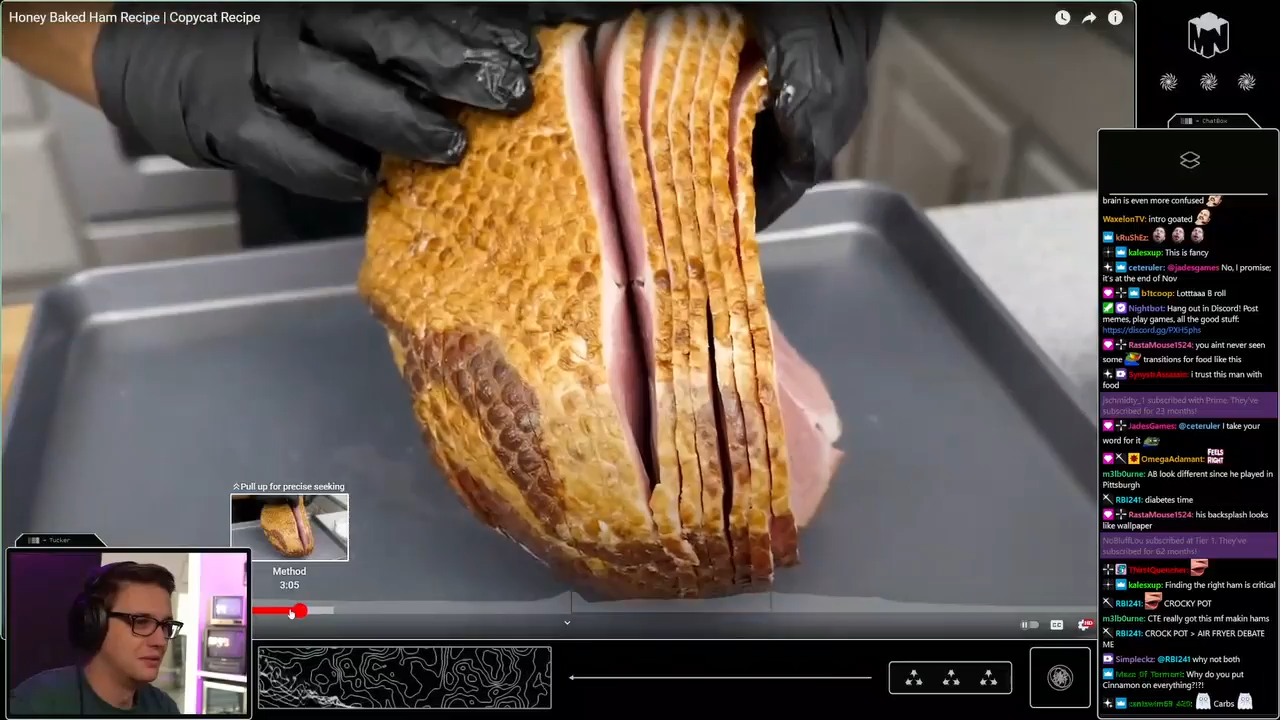 Honey Baked Ham Recipe | Copycat Recipe
Pull up for precise seeking
Method
3:05
CC
HD
Tucker
ChatBox
brain is even more confused
WaxelonTV: intro goated
kRuShEz:
kalesxup: This is fancy
ceteruler: @jadesgames No, I promise;
it's at the end of Nov
b1tcoop: Lotttaaa B roll
Nightbot: Hang out in Discord! Post
memes, play games, all the good stuff:
https://discord.gg/PXH5phs
RastaMouse1524: you aint never seen
some transitions for food like this
i trust this man with
food
jschmidty_1 subscribed with Prime. They've
subscribed for 23 months!
JadesGames: @ceteruler I take your
word for it
OmegaAdamant: FEELS
RIGHT
m3lb0urne: AB look different since he played in
Pittsburgh
RBI241: diabetes time
RastaMouse1524: his backsplash looks
like wallpaper
NoBluffLou subscribed at Tier 1. They've
subscribed for 62 months!
ThirstQuencher:
kalesxup: Finding the right ham is critical
RBI241: CROCKY POT
m3lb0urne: CTE really got this mf makin hams
RBI241: CROCK POT > AIR FRYER DEBATE
ME
Simpleckz: @RBI241 why not both
Why do you put
Cinnamon on everything?!?!
Carbs